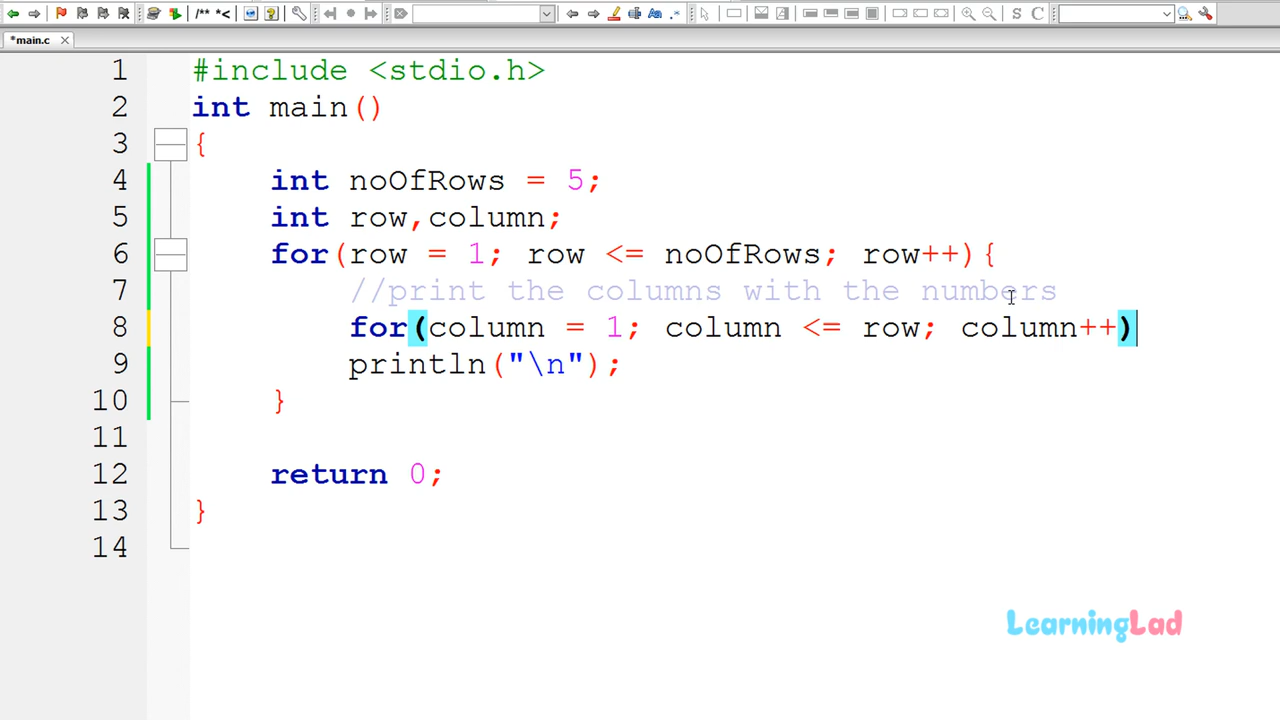 /** *<
S C
*main.c
1 #include <stdio.h>
2 int main()
3 {
4 int noOfRows = 5;
5 int row,column;
6 for(row = 1; row <= noOfRows; row++){
7 //print the columns with the numbers
8 for(column = 1; column <= row; column++)
9 println("\n");
10 }
11
12 return 0;
13 }
14
LearningLad